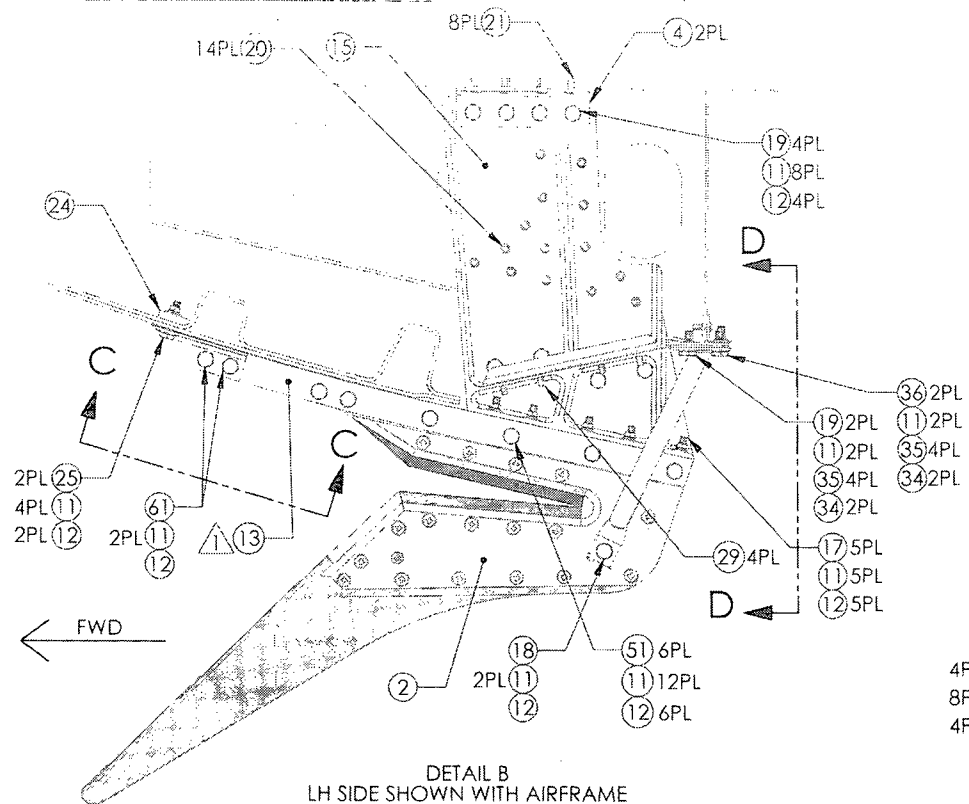 8PL 21
4 2PL
14PL 20
15
19 4PL
11 8PL
12 4PL
24
D
C
C
36 2PL
11 2PL
35 4PL
34 2PL
19 2PL
11 2PL
35 4PL
34 2PL
2PL 25
4PL 11
2PL 12
61
2PL 11
12
1 13
29 4PL
17 5PL
11 5PL
12 5PL
D
FWD
18
2PL 11
12
51 6PL
11 12PL
12 6PL
2
DETAIL B
LH SIDE SHOWN WITH AIRFRAME